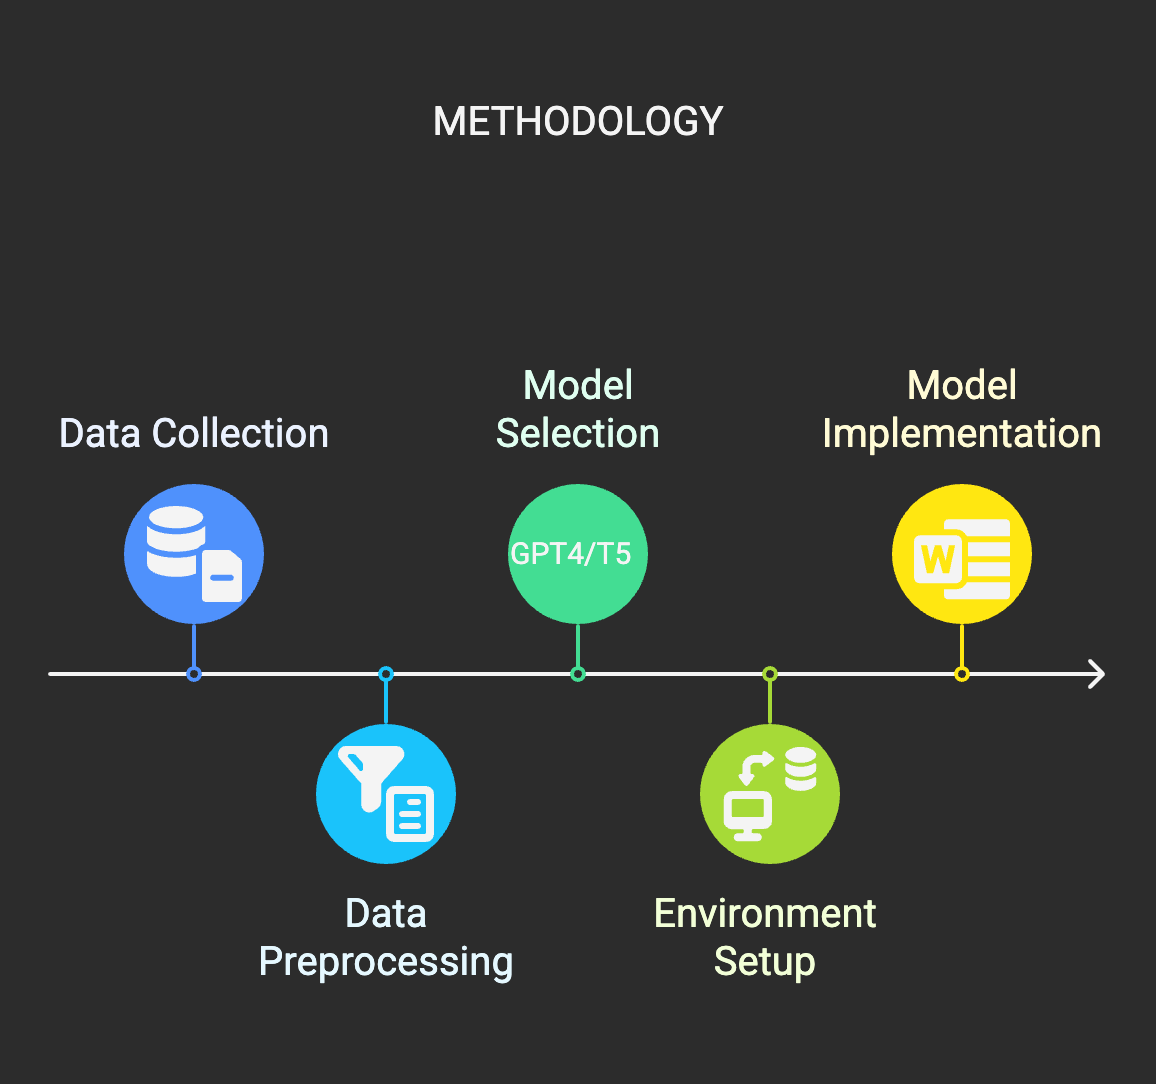 METHODOLOGY
Data Collection
Model
Selection
Model
Implementation
GPT4/T5
W
Data
Preprocessing
Environment
Setup